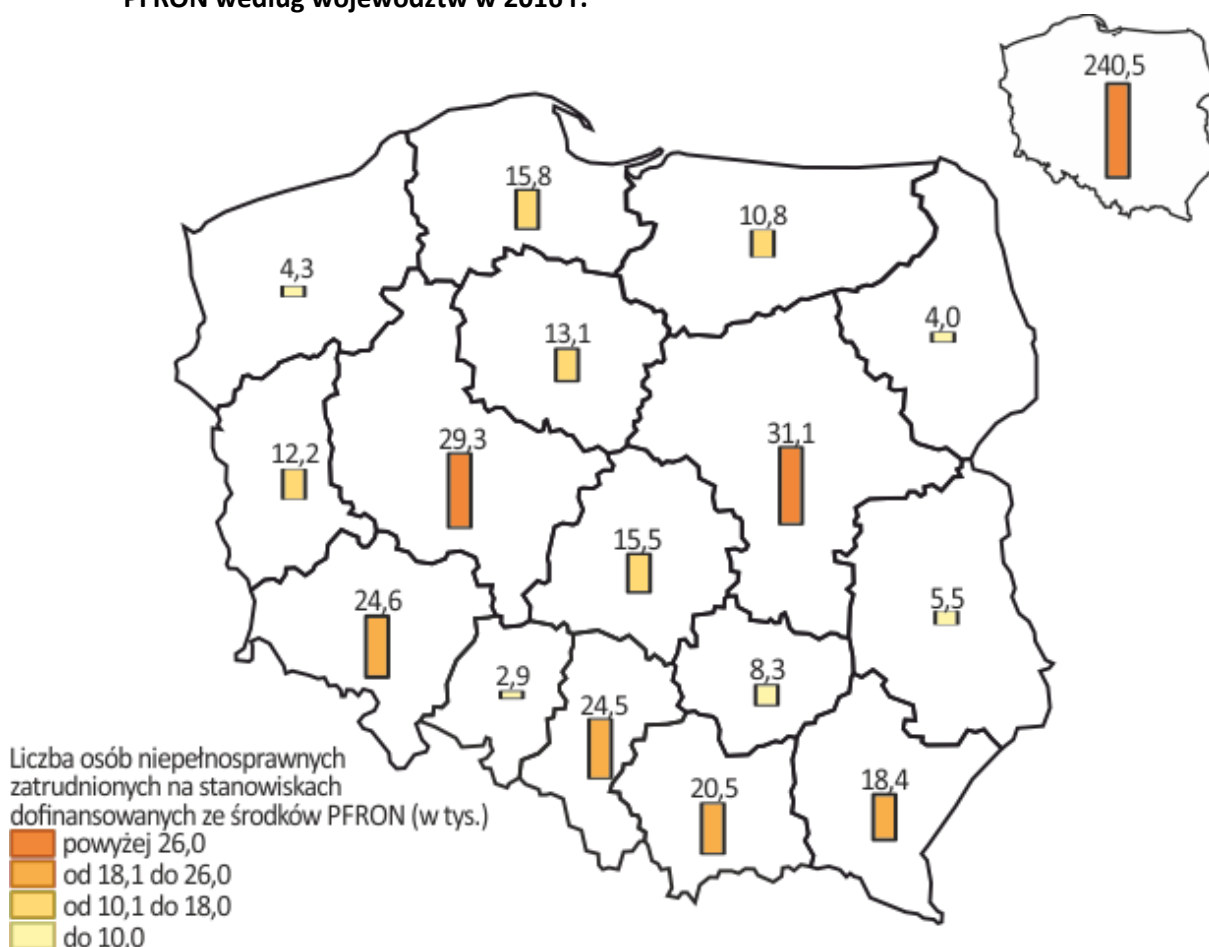 PFRON według województw w 2016 r.
240,5
15,8
10,8
4,3
4,0
13,1
29,3
31,1
12,2
15,5
24,6
5,5
2,9
8,3
24,5
20,5
18,4
Liczba osób niepełnosprawnych
zatrudnionych na stanowiskach
dofinansowanych ze środków PFRON (w tys.)
powyżej 26,0
od 18,1 do 26,0
od 10,1 do 18,0
do 10,0